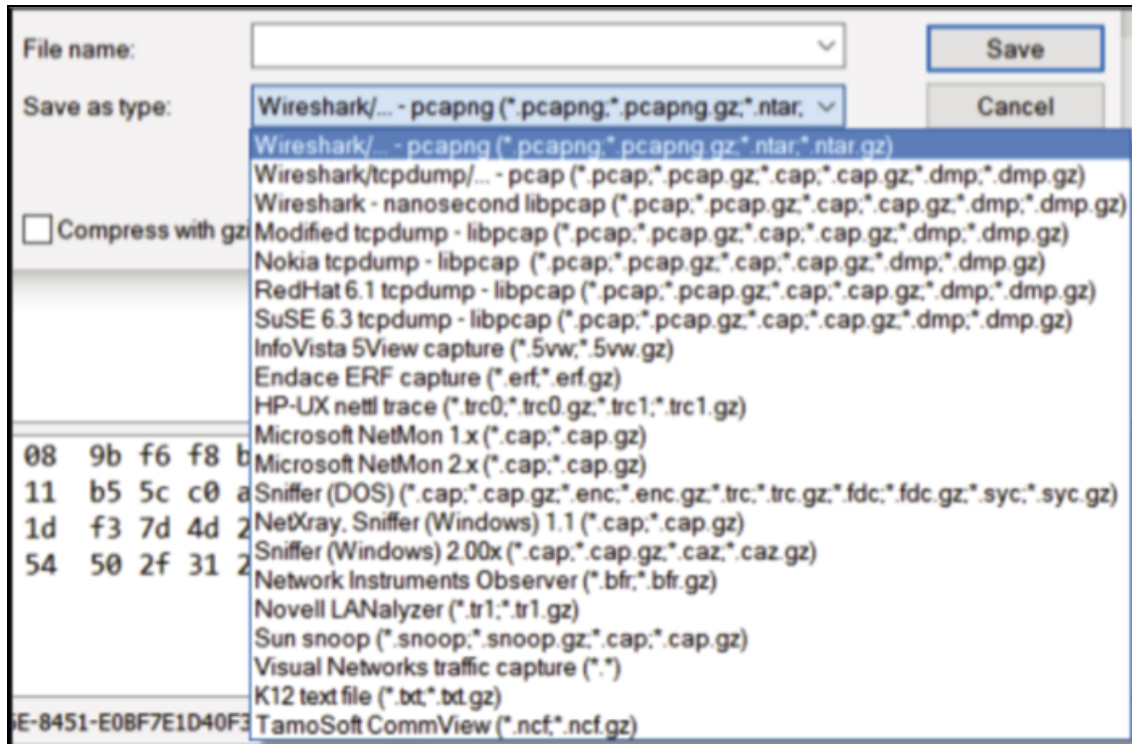 File name:
Save
Save as type:
Wireshark/... - pcapng (*.pcapng;*.pcapng.gz;*.ntar;
Cancel
Wireshark/... - pcapng (*.pcapng;*.pcapng.gz;*.ntar;*.ntar.gz)
Wireshark/tcpdump/... - pcap (*.pcap;*.pcap.gz;*.cap;*.cap.gz;*.dmp;*.dmp.gz)
Wireshark - nanosecond libpcap (*.pcap;*.pcap.gz;*.cap;*.cap.gz;*.dmp;*.dmp.gz)
Compress with gzi
Modified tcpdump - libpcap (*.pcap;*.pcap.gz;*.cap;*.cap.gz;*.dmp;*.dmp.gz)
Nokia tcpdump - libpcap (*.pcap;*.pcap.gz;*.cap;*.cap.gz;*.dmp;*.dmp.gz)
RedHat 6.1 tcpdump - libpcap (*.pcap;*.pcap.gz;*.cap;*.cap.gz;*.dmp;*.dmp.gz)
SuSE 6.3 tcpdump - libpcap (*.pcap;*.pcap.gz;*.cap;*.cap.gz;*.dmp;*.dmp.gz)
InfoVista 5View capture (*.5vw;*.5vw.gz)
Endace ERF capture (*.erf;*.erf.gz)
HP-UX nettl trace (*.trc0;*.trc0.gz;*.trc1;*.trc1.gz)
Microsoft NetMon 1.x (*.cap;*.cap.gz)
08 9b f6 f8 b
Microsoft NetMon 2.x (*.cap;*.cap.gz)
11 b5 5c c0 a
Sniffer (DOS) (*.cap;*.cap.gz;*.enc;*.enc.gz;*.trc;*.trc.gz;*.fdc;*.fdc.gz;*.syc;*.syc.gz)
1d f3 7d 4d 2
NetXray, Sniffer (Windows) 1.1 (*.cap;*.cap.gz)
54 50 2f 31 2
Sniffer (Windows) 2.00x (*.cap;*.cap.gz;*.caz;*.caz.gz)
Network Instruments Observer (*.bfr;*.bfr.gz)
Novell LANalyzer (*.tr1;*.tr1.gz)
Sun snoop (*.snoop;*.snoop.gz;*.cap;*.cap.gz)
Visual Networks traffic capture (*.*)
K12 text file (*.txt;*.txt.gz)
5E-8451-E0BF7E1D40F3
TamoSoft CommView (*.ncf;*.ncf.gz)